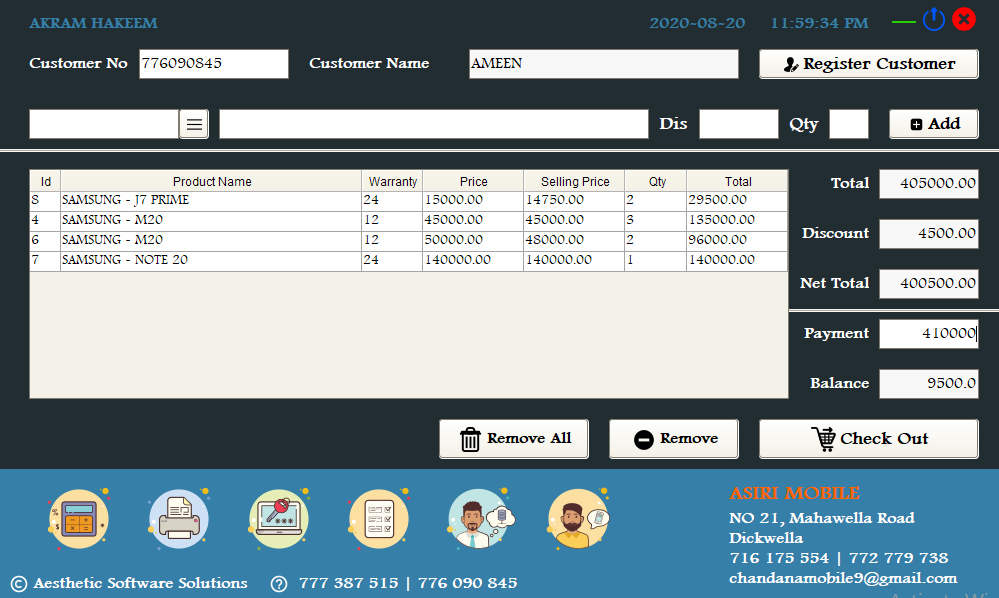 AKRAM HAKEEM 2020-08-20 11:59:34 PM
Customer No 776090845 Customer Name AMEEN Register Customer
Dis Qty Add
Id Product Name Warranty Price Selling Price Qty Total
8 SAMSUNG - J7 PRIME 24 15000.00 14750.00 2 29500.00
4 SAMSUNG - M20 12 45000.00 45000.00 3 135000.00
6 SAMSUNG - M20 12 50000.00 48000.00 2 96000.00
7 SAMSUNG - NOTE 20 24 140000.00 140000.00 1 140000.00
Total 405000.00
Discount 4500.00
Net Total 400500.00
Payment 410000
Balance 9500.0
Remove All Remove Check Out
ASIRI MOBILE
NO 21, Mahawella Road
Dickwella
716 175 554 | 772 779 738
chandanamobile9@gmail.com
© Aesthetic Software Solutions 777 387 515 | 776 090 845